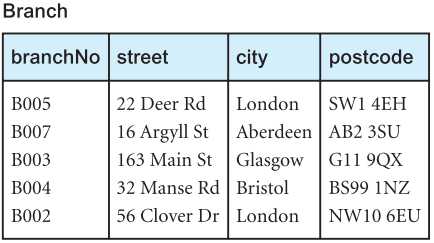 Branch
branchNo street city postcode
B005 22 Deer Rd London SW1 4EH
B007 16 Argyll St Aberdeen AB2 3SU
B003 163 Main St Glasgow G11 9QX
B004 32 Manse Rd Bristol BS99 1NZ
B002 56 Clover Dr London NW10 6EU